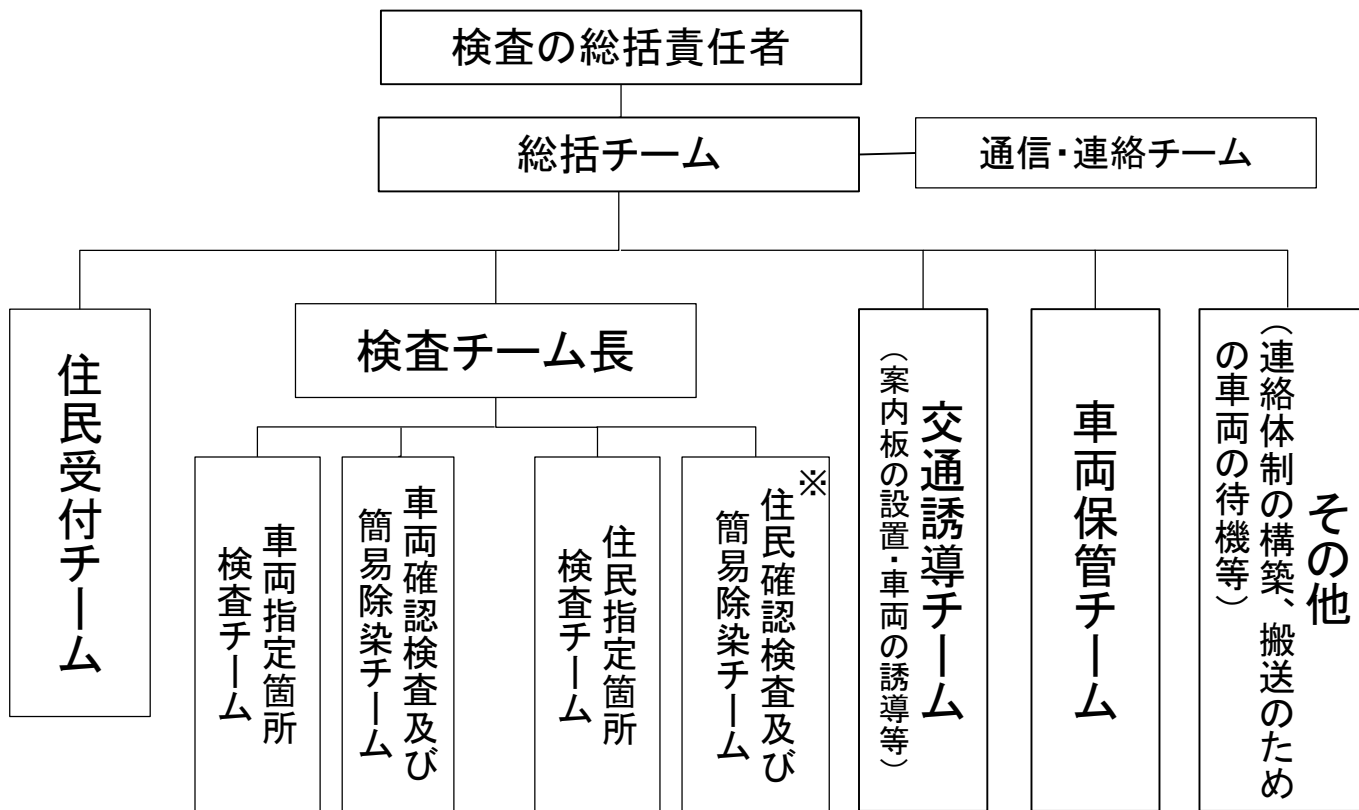 検査の総括責任者
総括チーム
通信・連絡チーム
住民受付チーム
検査チーム長
車両指定箇所
検査チーム
車両確認検査及び
簡易除染チーム
住民指定箇所
検査チーム
※
住民確認検査及び
簡易除染チーム
交通誘導チーム
(案内板の設置・車両の誘導等)
車両保管チーム
その他
(連絡体制の構築、搬送のため
の車両の待機等)